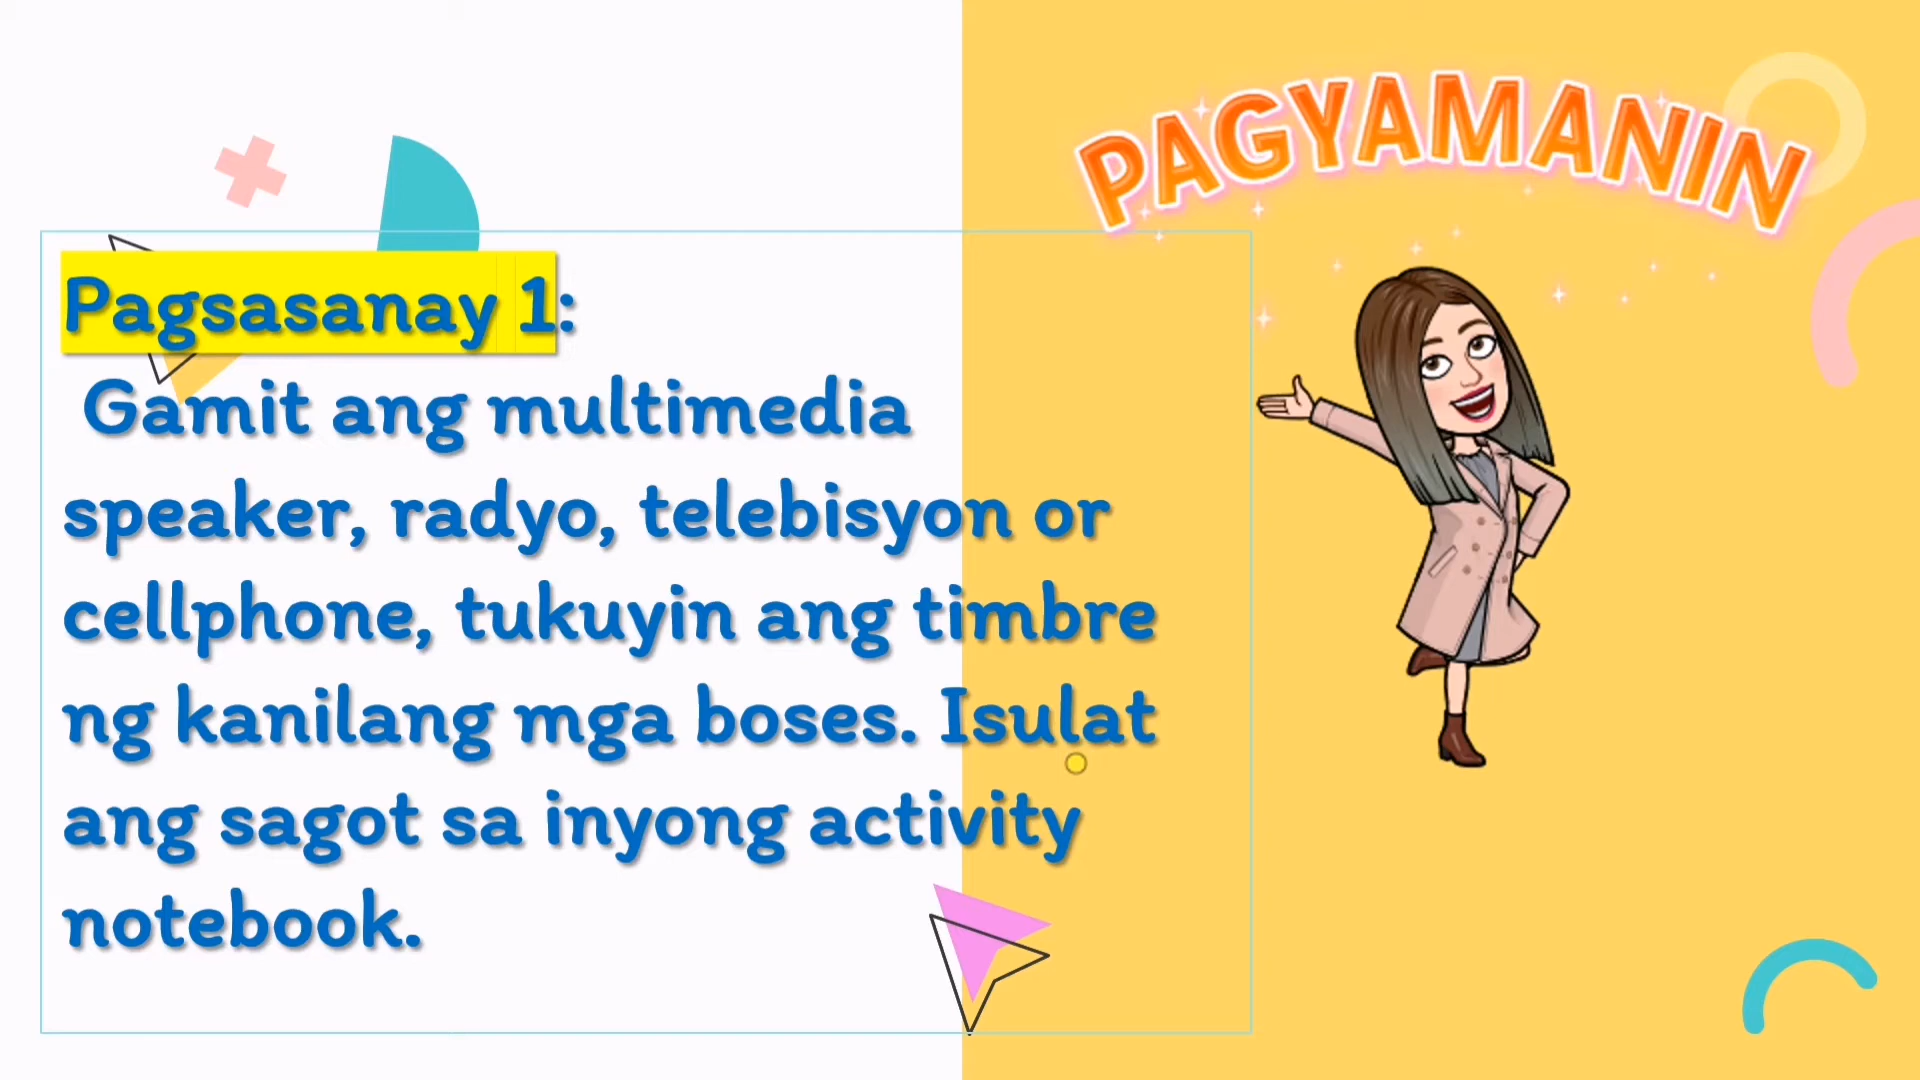 PAGYAMANIN
Pagsasanay 1:
Gamit ang multimedia
speaker, radyo, telebisyon or
cellphone, tukuyin ang timbre
ng kanilang mga boses. Isulat
ang sagot sa inyong activity
notebook.